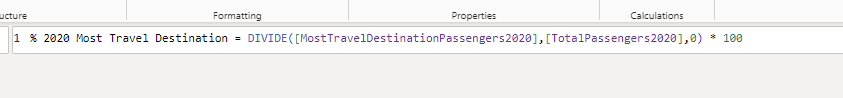 ucture Formatting Properties Calculations
1 % 2020 Most Travel Destination = DIVIDE([MostTravelDestinationPassengers2020],[TotalPassengers2020],0) * 100